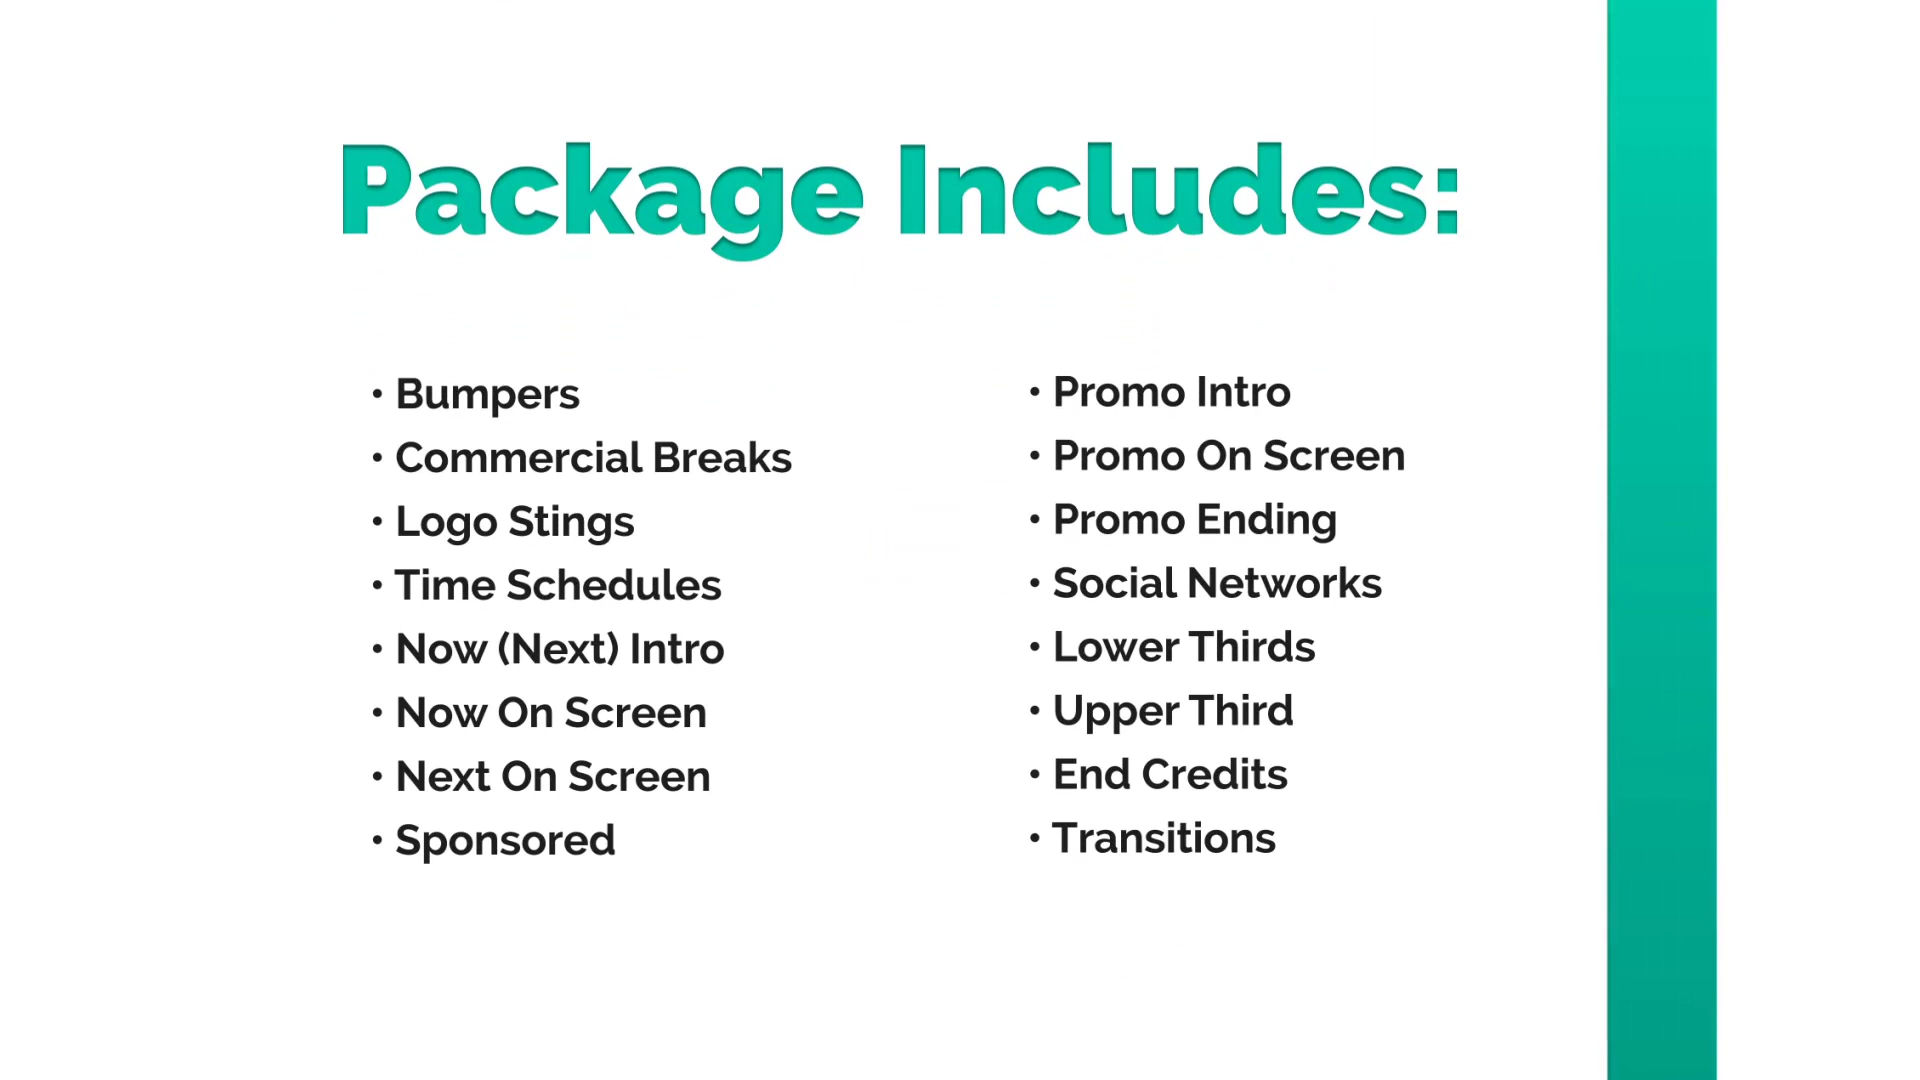 Package Includes:
• Bumpers
• Commercial Breaks
• Logo Stings
• Time Schedules
• Now (Next) Intro
• Now On Screen
• Next On Screen
• Sponsored
• Promo Intro
• Promo On Screen
• Promo Ending
• Social Networks
• Lower Thirds
• Upper Third
• End Credits
• Transitions